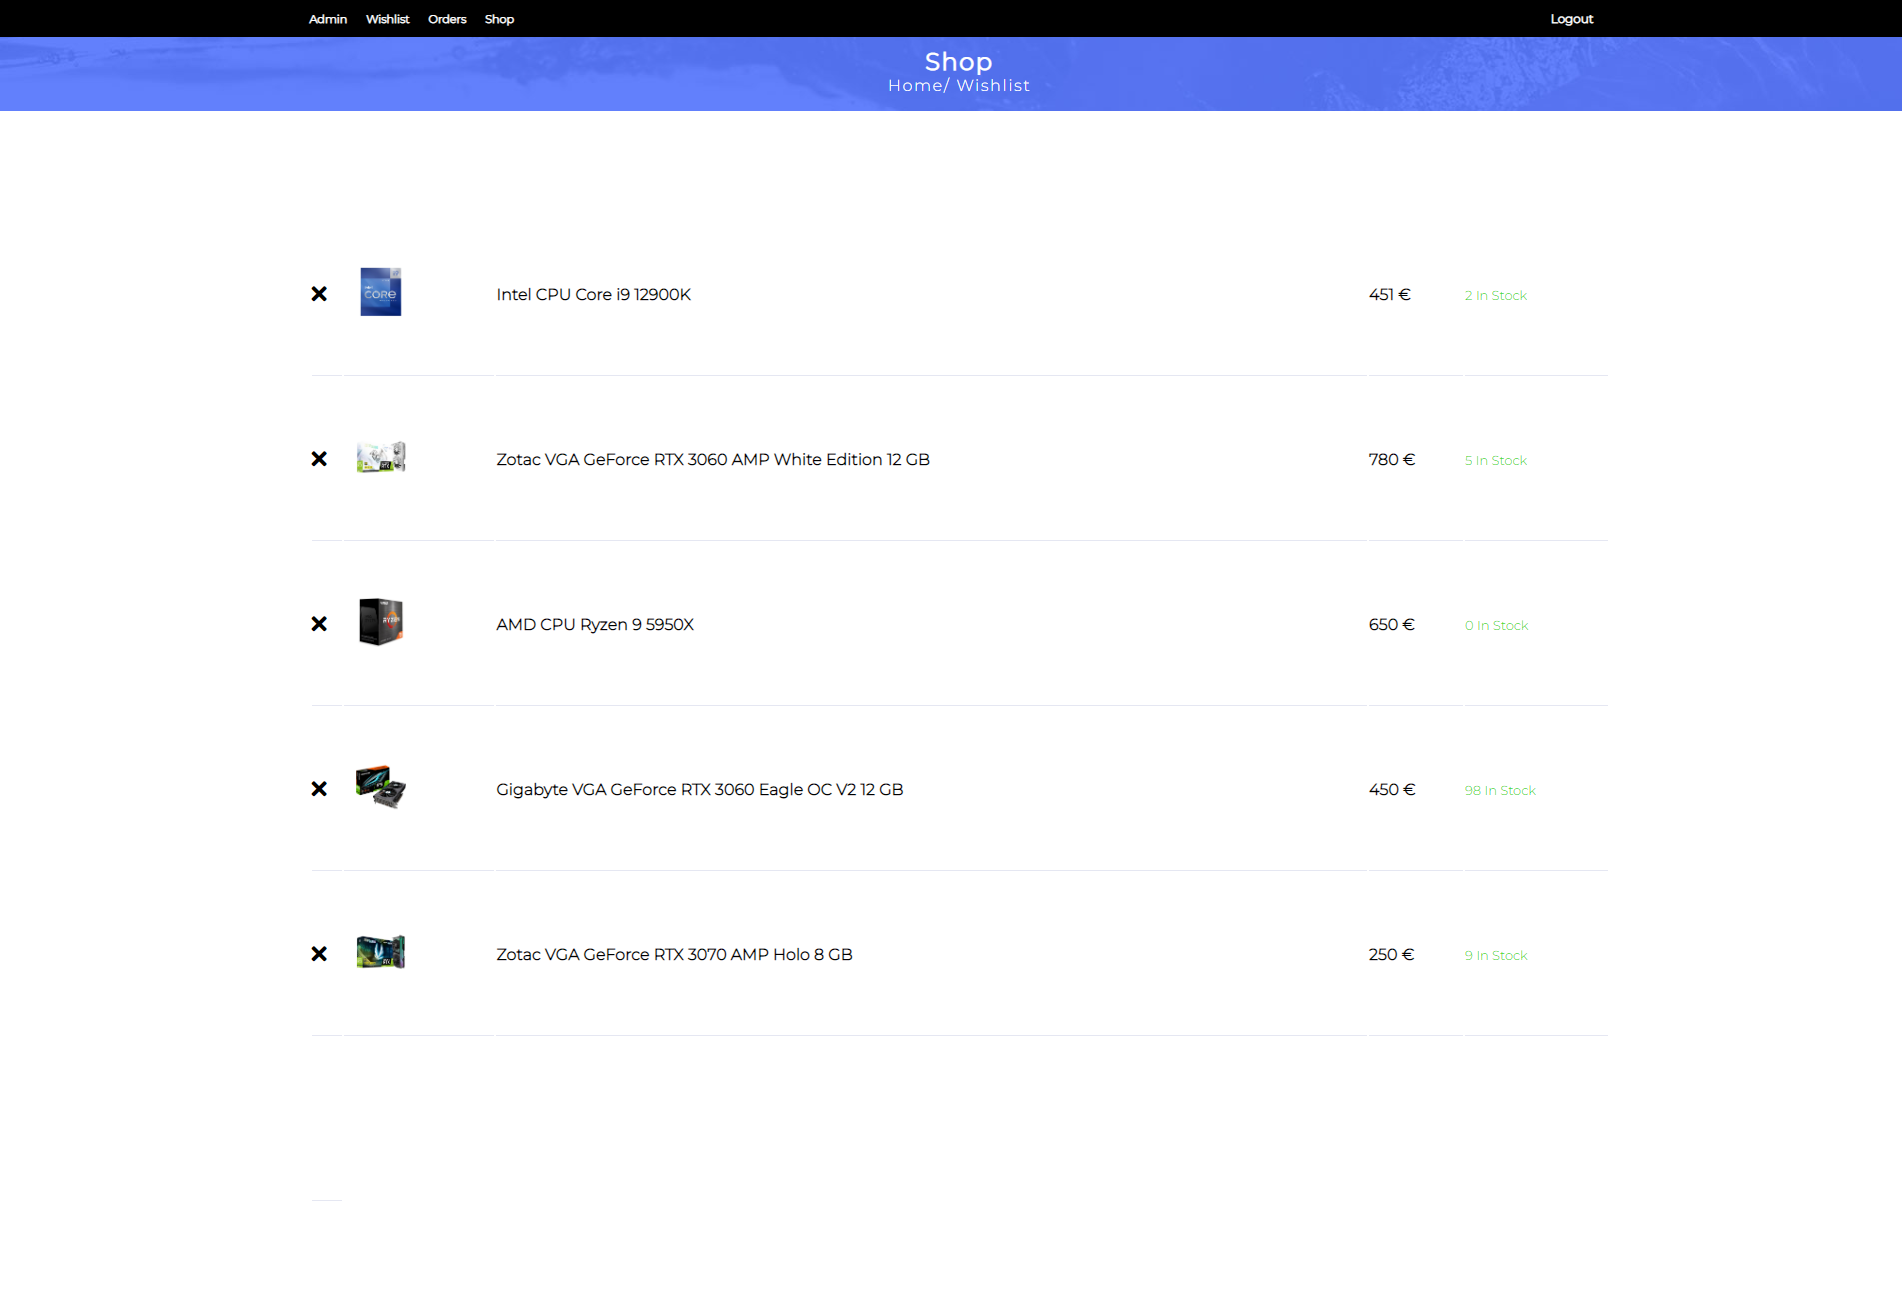 Admin Wishlist Orders Shop Logout
Shop
Home/ Wishlist
CORE
Intel CPU Core i9 12900K 451 € 2 In Stock
Zotac VGA GeForce RTX 3060 AMP White Edition 12 GB 780 € 5 In Stock
RYZEN
AMD CPU Ryzen 9 5950X 650 € 0 In Stock
Gigabyte VGA GeForce RTX 3060 Eagle OC V2 12 GB 450 € 98 In Stock
Zotac VGA GeForce RTX 3070 AMP Holo 8 GB 250 € 9 In Stock